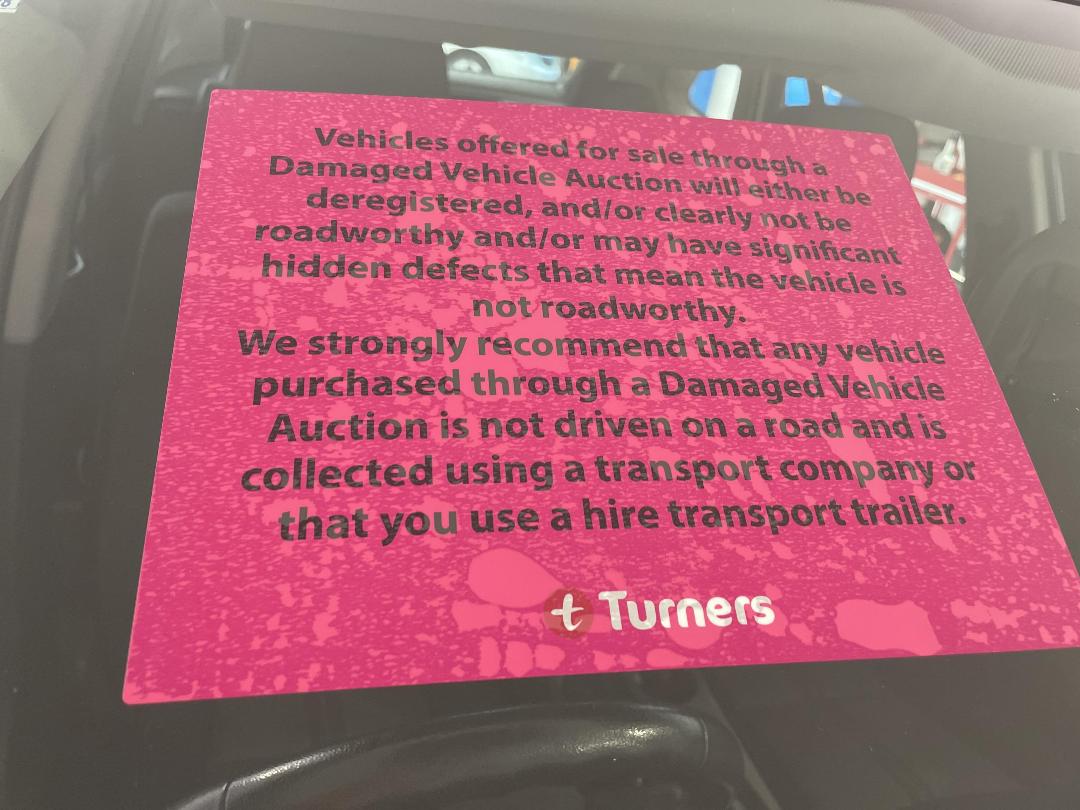 Vehicles offered for sale through a
Damaged Vehicle Auction will either be
deregistered, and/or clearly not be
roadworthy and/or may have significant
hidden defects that mean the vehicle is
not roadworthy.
We strongly recommend that any vehicle
purchased through a Damaged Vehicle
Auction is not driven on a road and is
collected using a transport company or
that you use a hire transport trailer.
t Turners